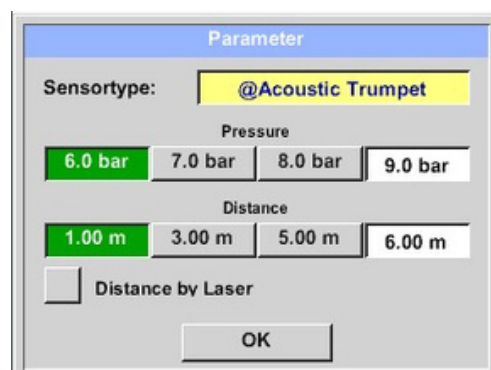 Parameter
Sensortype: @Acoustic Trumpet
Pressure
6.0 bar 7.0 bar 8.0 bar 9.0 bar
Distance
1.00 m 3.00 m 5.00 m 6.00 m
Distance by Laser
OK